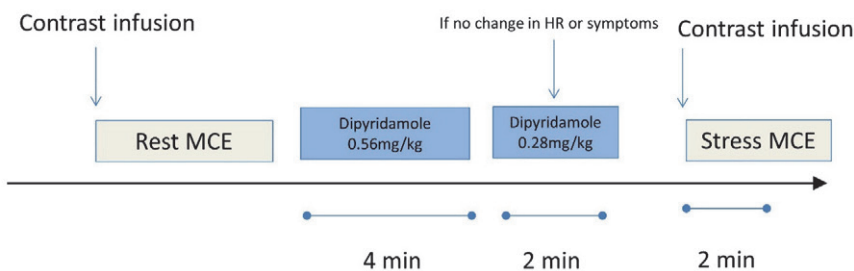 Contrast infusion
If no change in HR or symptoms
Contrast infusion
Rest MCE
Dipyridamole
0.56mg/kg
Dipyridamole
0.28mg/kg
Stress MCE
4 min
2 min
2 min